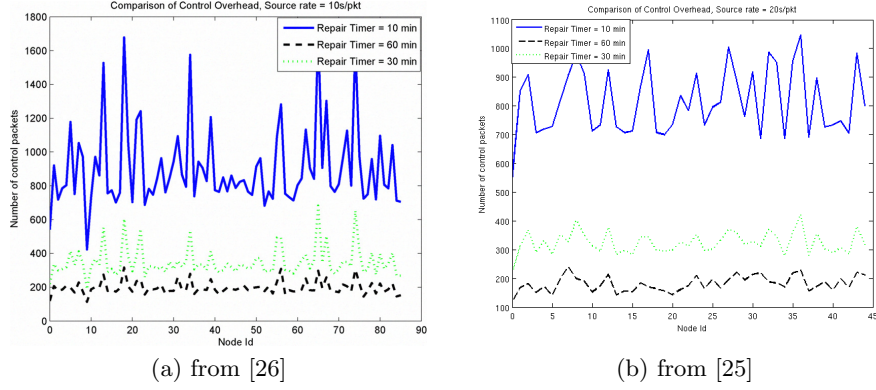 Comparison of Control Overhead, Source rate = 10s/pkt
1800
1600
1400
1200
1000
800
600
400
200
0
Number of control packets
Repair Timer = 10 min
Repair Timer = 60 min
Repair Timer = 30 min
0 10 20 30 40 50 60 70 80 90
Node Id
(a) from [26]
Comparison of Control Overhead, Source rate = 20s/pkt
1100
1000
900
800
700
600
500
400
300
200
100
Number of control packets
Repair Timer = 10 min
Repair Timer = 60 min
Repair Timer = 30 min
0 5 10 15 20 25 30 35 40 45
Node Id
(b) from [25]